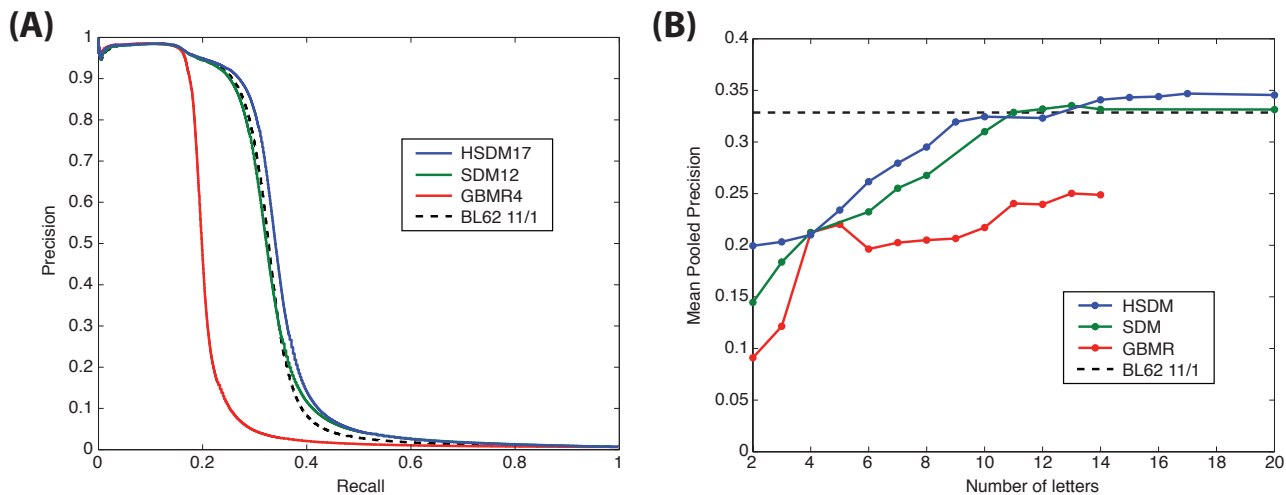 (A)
1
0.9
0.8
0.7
0.6
0.5
0.4
0.3
0.2
0.1
0
Precision
0 0.2 0.4 0.6 0.8 1
Recall
HSDM17
SDM12
GBMR4
BL62 11/1
(B)
0.4
0.35
0.3
0.25
0.2
0.15
0.1
0.05
0
Mean Pooled Precision
2 4 6 8 10 12 14 16 18 20
Number of letters
HSDM
SDM
GBMR
BL62 11/1